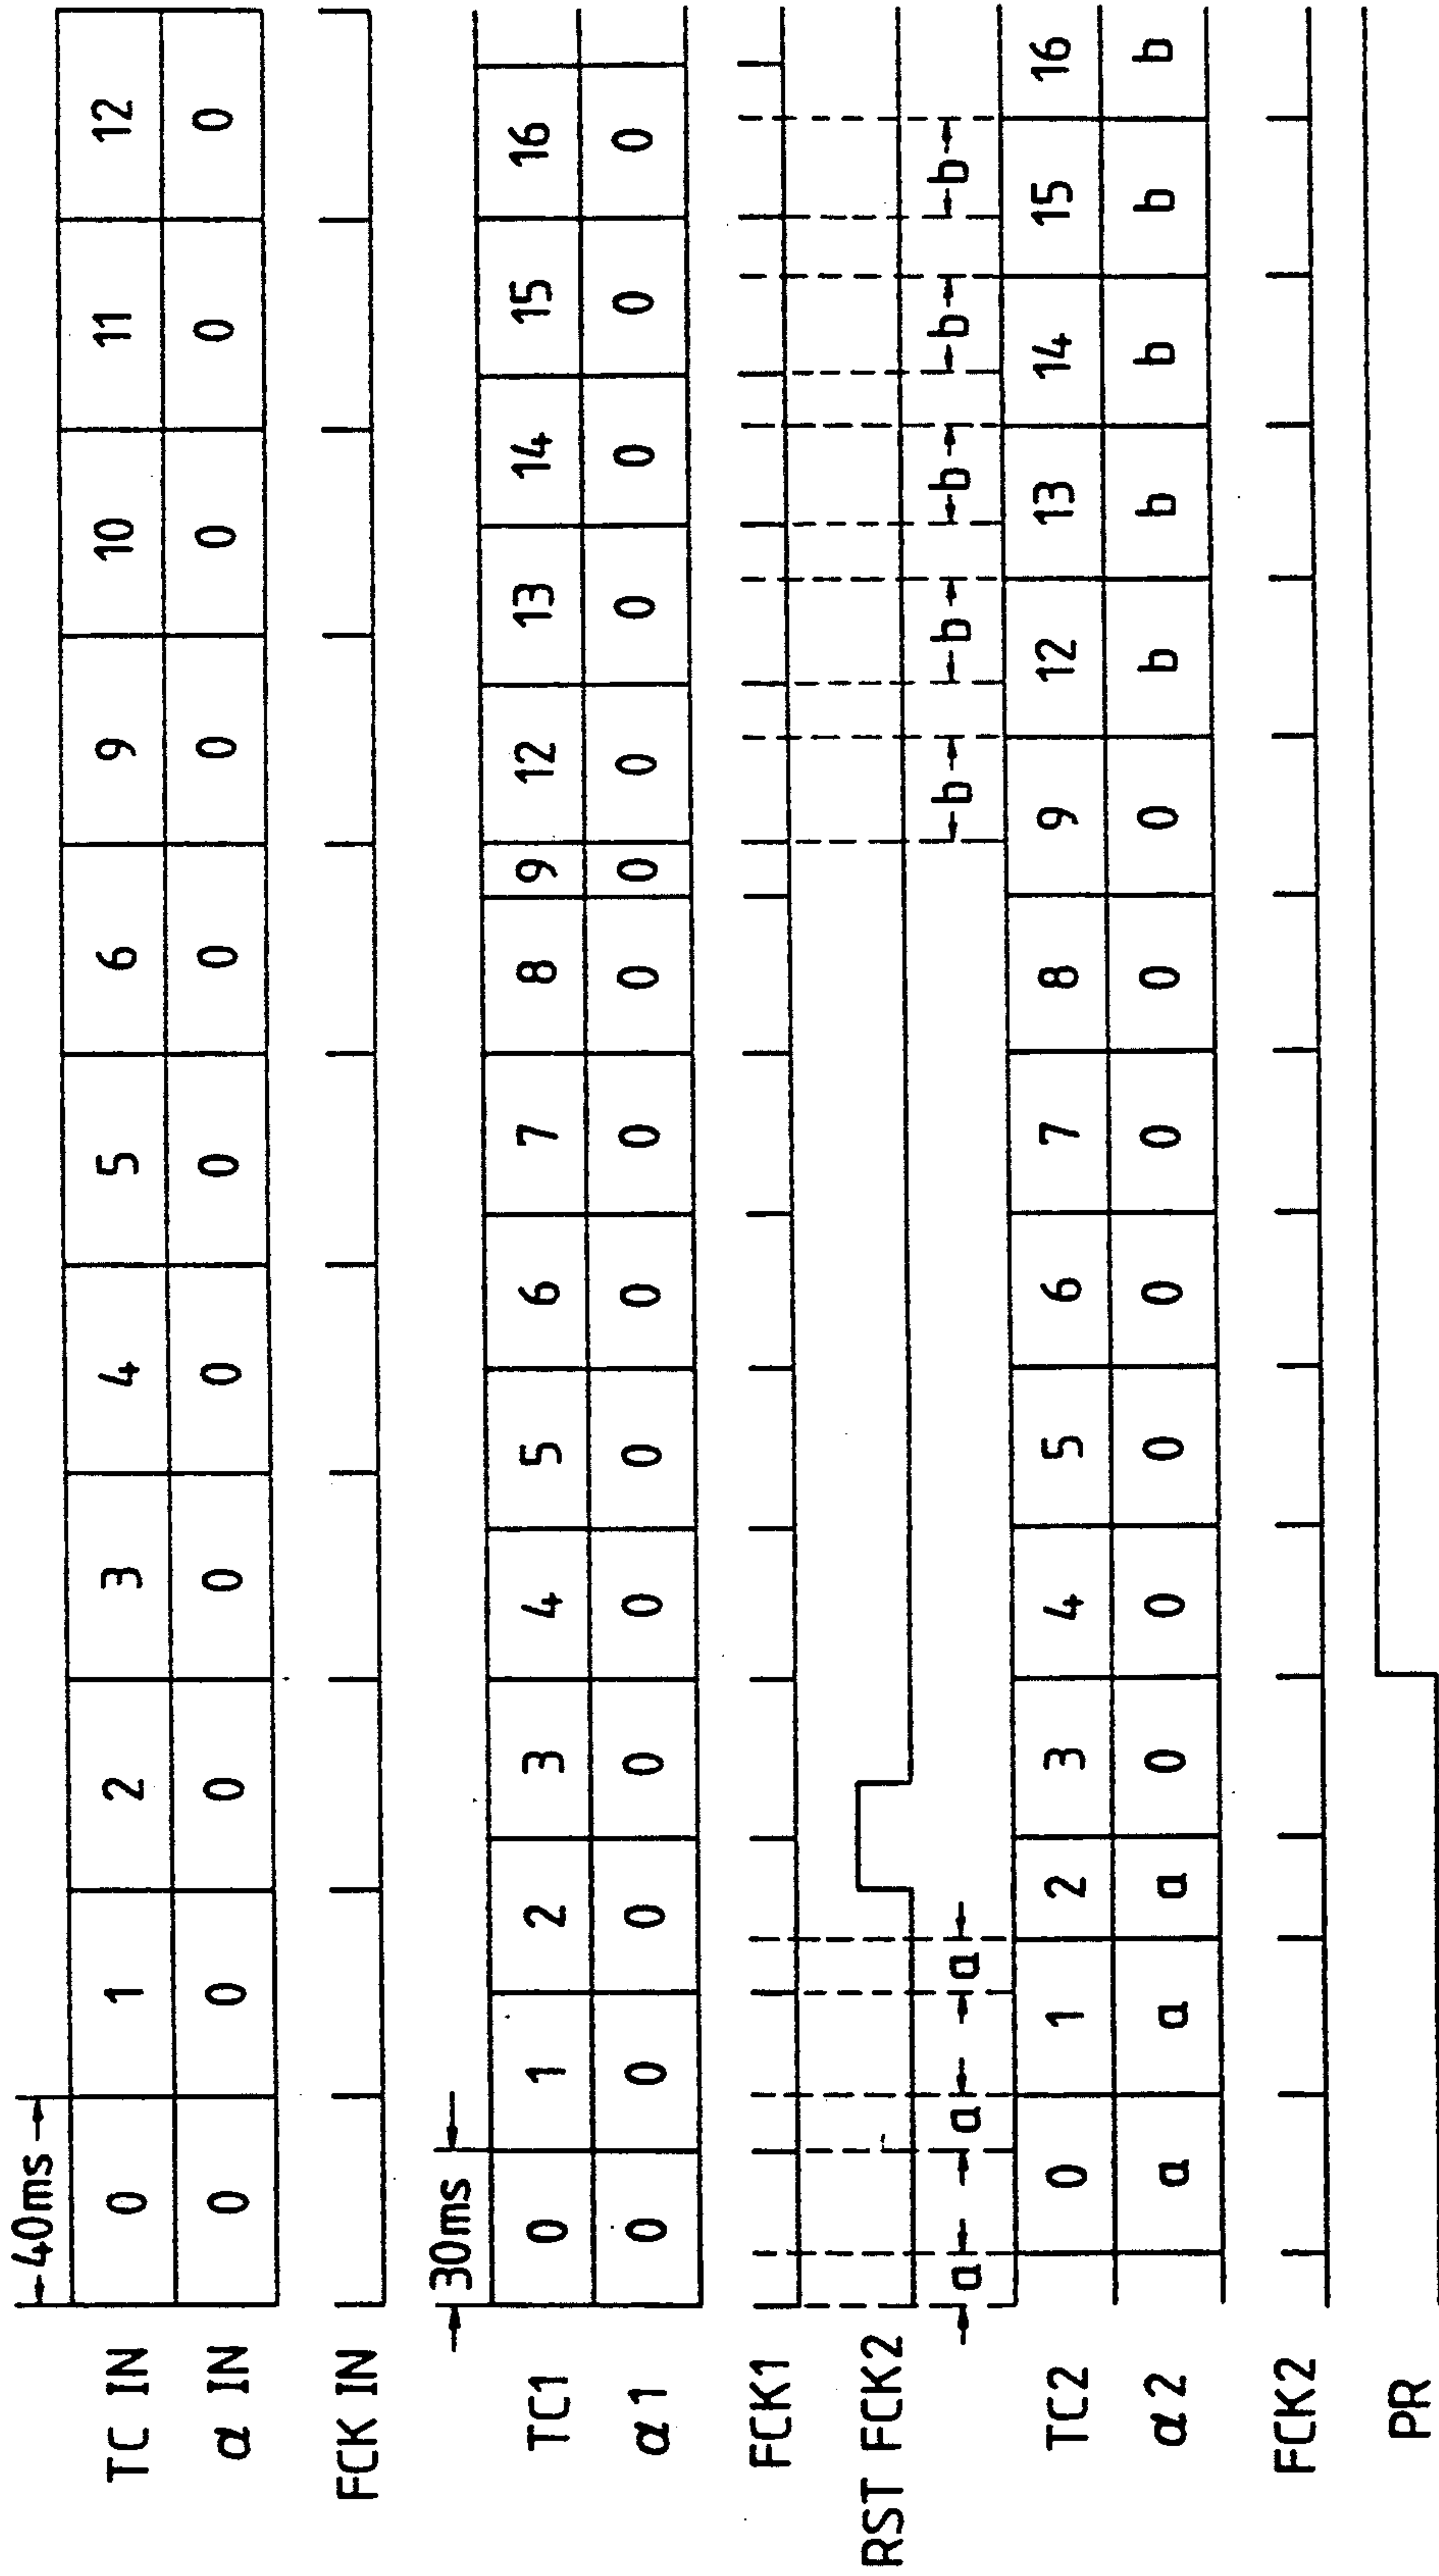 40ms
TC IN 0 1 2 3 4 5 6 9 10 11 12
α IN 0 0 0 0 0 0 0 0 0 0 0
FCK IN
30ms
TC1 0 1 2 3 4 5 6 7 8 9 12 13 14 15 16
α1 0 0 0 0 0 0 0 0 0 0 0 0 0 0 0
FCK1
RST FCK2
a a a b b b b b
TC2 0 1 2 3 4 5 6 7 8 9 12 13 14 15 16
α2 a a a 0 0 0 0 0 0 0 b b b b b
FCK2
PR